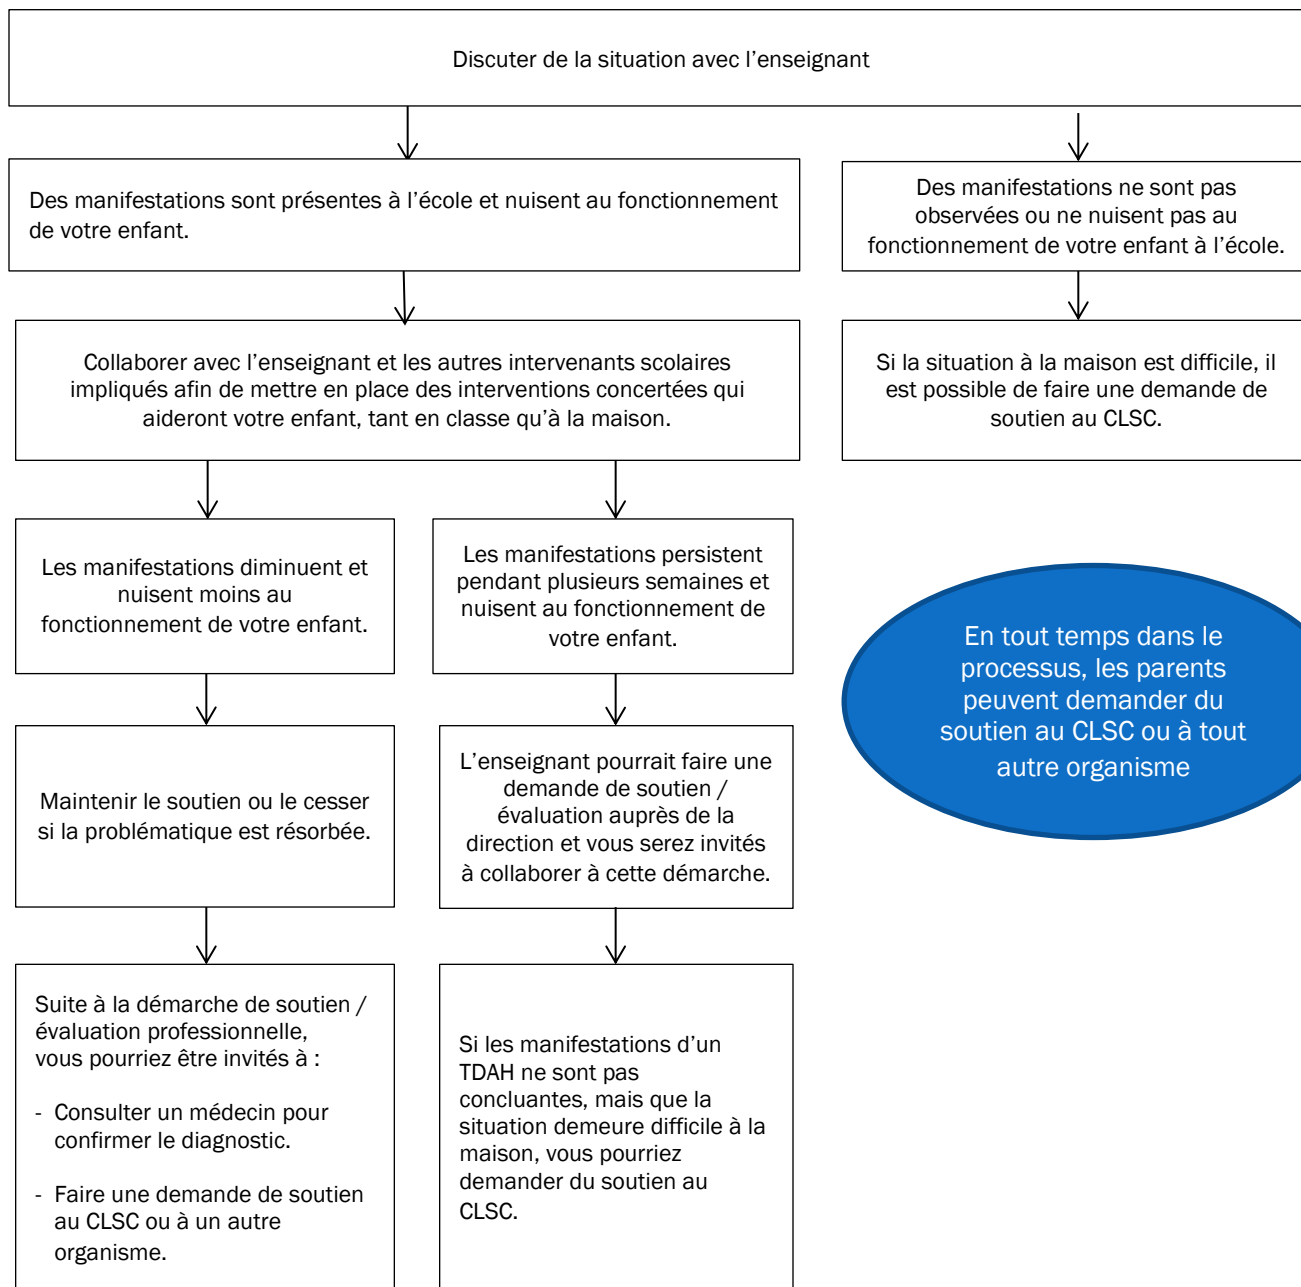 Discuter de la situation avec l’enseignant
Des manifestations sont présentes à l’école et nuisent au fonctionnement
de votre enfant.
Des manifestations ne sont pas
observées ou ne nuisent pas au
fonctionnement de votre enfant à l’école.
Collaborer avec l’enseignant et les autres intervenants scolaires
impliqués afin de mettre en place des interventions concertées qui
aideront votre enfant, tant en classe qu’à la maison.
Si la situation à la maison est difficile, il
est possible de faire une demande de
soutien au CLSC.
Les manifestations diminuent et
nuisent moins au
fonctionnement de votre enfant.
Les manifestations persistent
pendant plusieurs semaines et
nuisent au fonctionnement de
votre enfant.
En tout temps dans le
processus, les parents
peuvent demander du
soutien au CLSC ou à tout
autre organisme
Maintenir le soutien ou le cesser
si la problématique est résorbée.
L’enseignant pourrait faire une
demande de soutien /
évaluation auprès de la
direction et vous serez invités
à collaborer à cette démarche.
Suite à la démarche de soutien /
évaluation professionnelle,
vous pourriez être invités à :
- Consulter un médecin pour
confirmer le diagnostic.
- Faire une demande de soutien
au CLSC ou à un autre
organisme.
Si les manifestations d’un
TDAH ne sont pas
concluantes, mais que la
situation demeure difficile à la
maison, vous pourriez
demander du soutien au
CLSC.